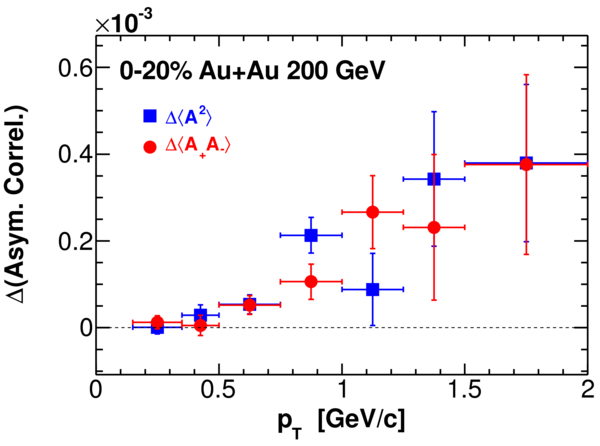 ×10⁻³
0-20% Au+Au 200 GeV
Δ⟨A²⟩
Δ⟨A₊A₋⟩
Δ(Asym. Correl.)
0.6
0.4
0.2
0
0 0.5 1 1.5 2
p_T [GeV/c]